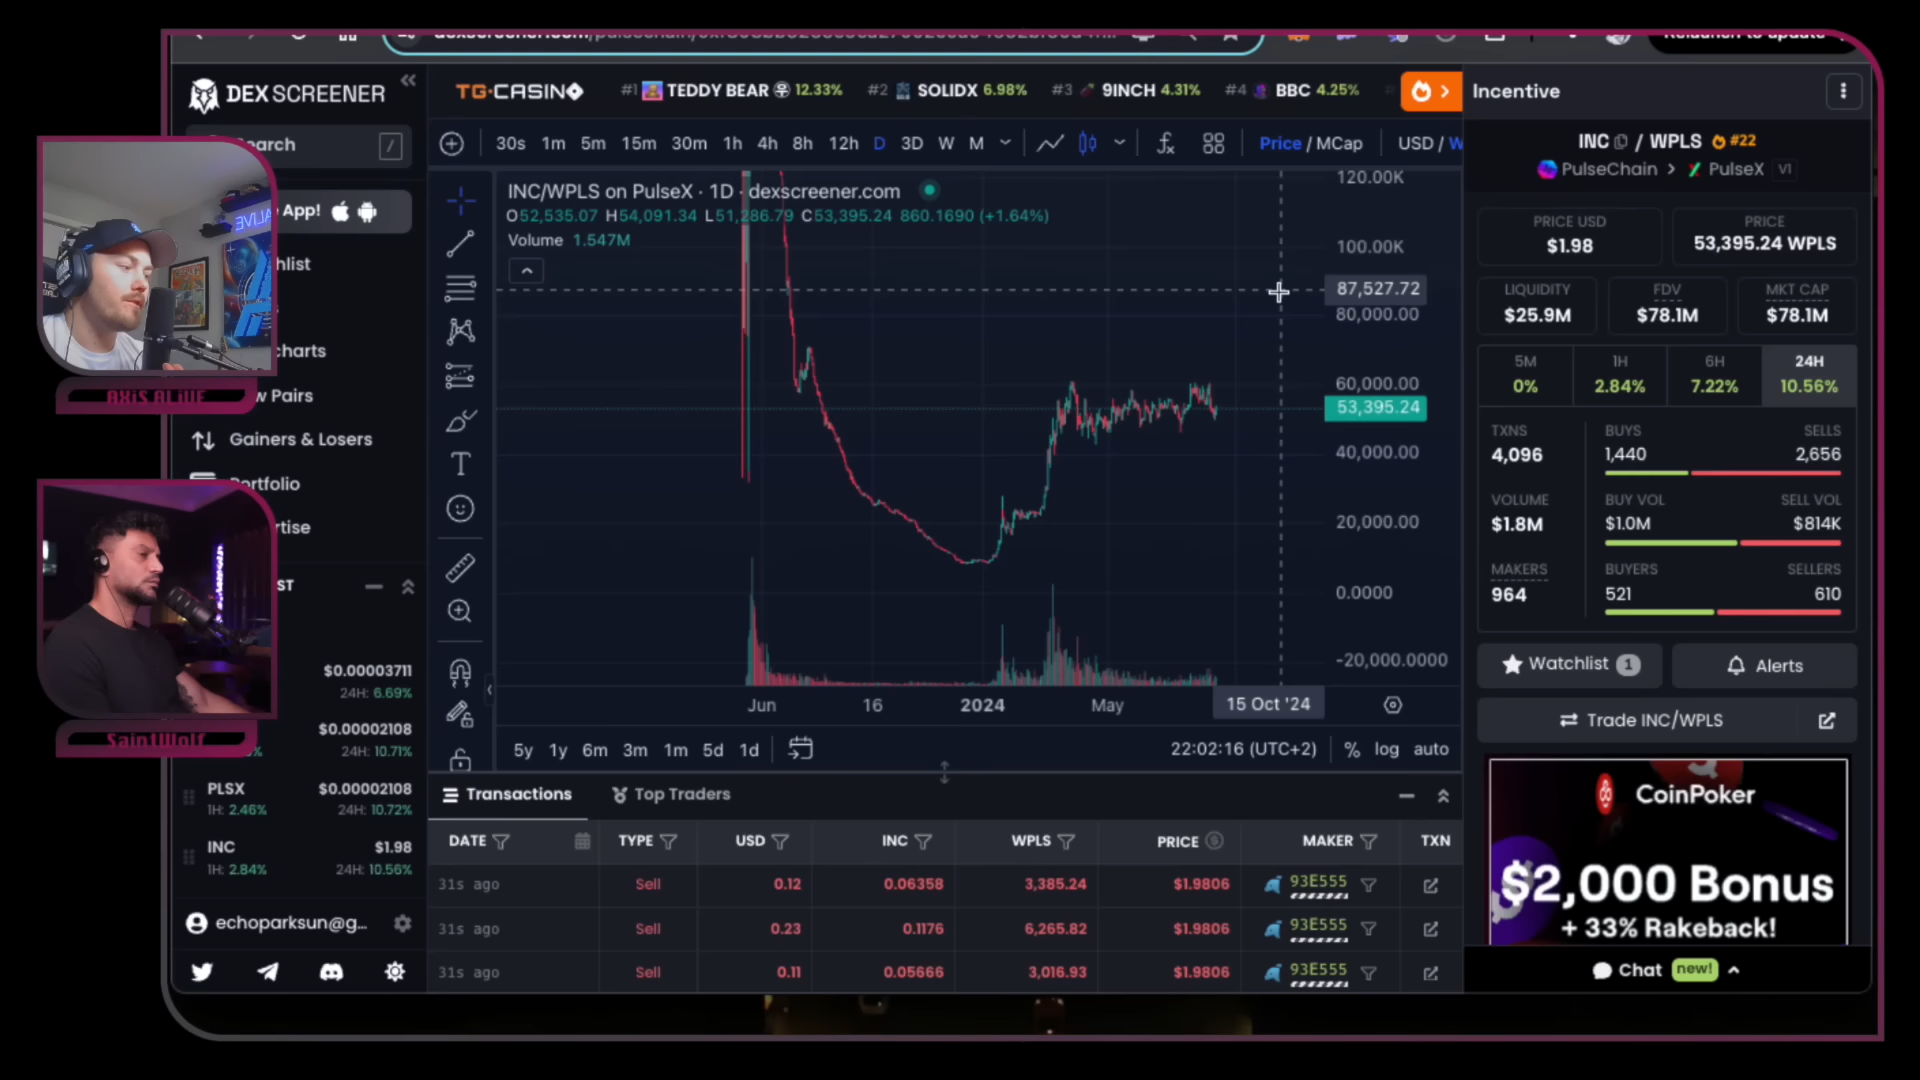 DEX SCREENER
TG.CASINO
#1 TEDDY BEAR 12.33% #2 SOLIDX 6.98% #3 9INCH 4.31% #4 BBC 4.25%
Incentive
/
30s 1m 5m 15m 30m 1h 4h 8h 12h D 3D W M
Price / MCap USD / W
INC / WPLS #22
PulseChain > PulseX V1
App!
INC/WPLS on PulseX · 1D · dexscreener.com
O52,535.07 H54,091.34 L51,286.79 C53,395.24 860.1690 (+1.64%)
Volume 1.547M
120.00K
100.00K
87,527.72
80,000.00
60,000.00
53,395.24
40,000.00
20,000.00
0.0000
-20,000.0000
PRICE USD
$1.98
PRICE
53,395.24 WPLS
LIQUIDITY
$25.9M
FDV
$78.1M
MKT CAP
$78.1M
5M 1H 6H 24H
0% 2.84% 7.22% 10.56%
TXNS
4,096
BUYS SELLS
1,440 2,656
VOLUME
$1.8M
BUY VOL SELL VOL
$1.0M $814K
MAKERS
964
BUYERS SELLERS
521 610
Watchlist 1
Alerts
Trade INC/WPLS
AXiS ALiVE
Gainers & Losers
SaintWolf
$0.00003711
24H: 6.69%
$0.00002108
24H: 10.71%
PLSX $0.00002108
1H: 2.46% 24H: 10.72%
INC $1.98
1H: 2.84% 24H: 10.56%
echoparksun@g...
Jun 16 2024 May 15 Oct '24
5y 1y 6m 3m 1m 5d 1d
22:02:16 (UTC+2) % log auto
Transactions Top Traders
DATE TYPE USD INC WPLS PRICE MAKER TXN
31s ago Sell 0.12 0.06358 3,385.24 $1.9806 93E555
31s ago Sell 0.23 0.1176 6,265.82 $1.9806 93E555
31s ago Sell 0.11 0.05666 3,016.93 $1.9806 93E555
CoinPoker
$2,000 Bonus
+ 33% Rakeback!
Chat new!